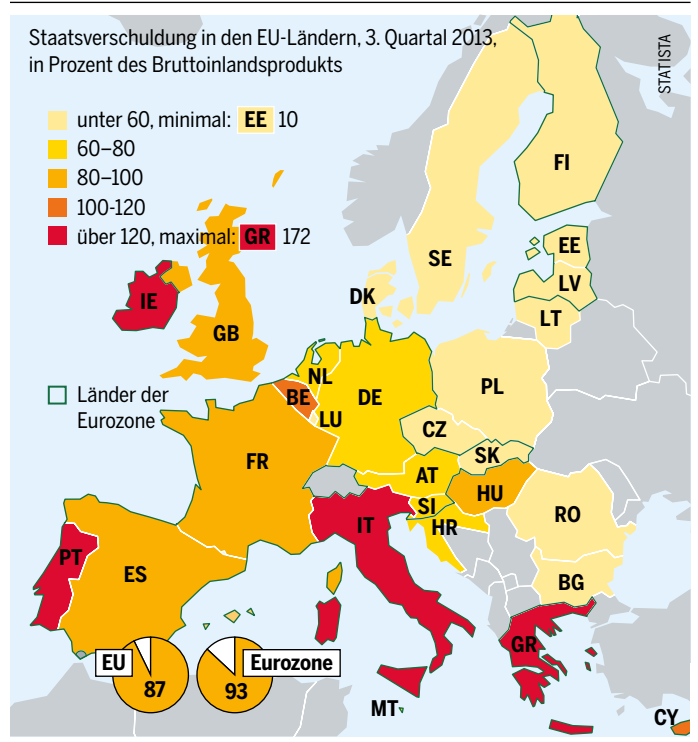 Staatsverschuldung in den EU-Ländern, 3. Quartal 2013,
in Prozent des Bruttoinlandsprodukts
STATISTA
unter 60, minimal: EE 10
60–80
80–100
100-120
über 120, maximal: GR 172
Länder der
Eurozone
FI
SE
EE
LV
LT
DK
IE
GB
NL
BE
LU
DE
PL
CZ
SK
FR
AT
HU
SI
HR
RO
IT
BG
PT
ES
GR
MT
CY
EU
87
Eurozone
93